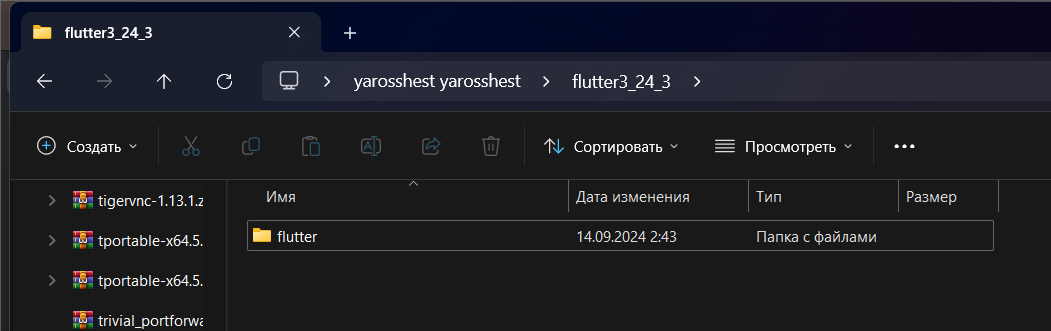 flutter3_24_3
yarosshest yarosshest flutter3_24_3
Создать Сортировать Просмотреть
Имя Дата изменения Тип Размер
tigervnc-1.13.1.z
flutter 14.09.2024 2:43 Папка с файлами
tportable-x64.5.
tportable-x64.5.
trivial_portforwa